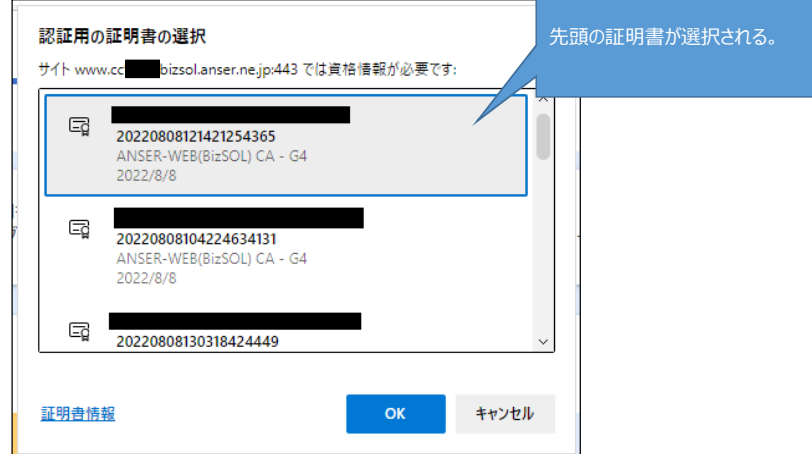 認証用の証明書の選択
先頭の証明書が選択される。
サイト www.cc bizsol.anser.ne.jp:443 では資格情報が必要です:
20220808121421254365
ANSER-WEB(BizSOL) CA - G4
2022/8/8
20220808104224634131
ANSER-WEB(BizSOL) CA - G4
2022/8/8
20220808130318424449
証明書情報
OK
キャンセル